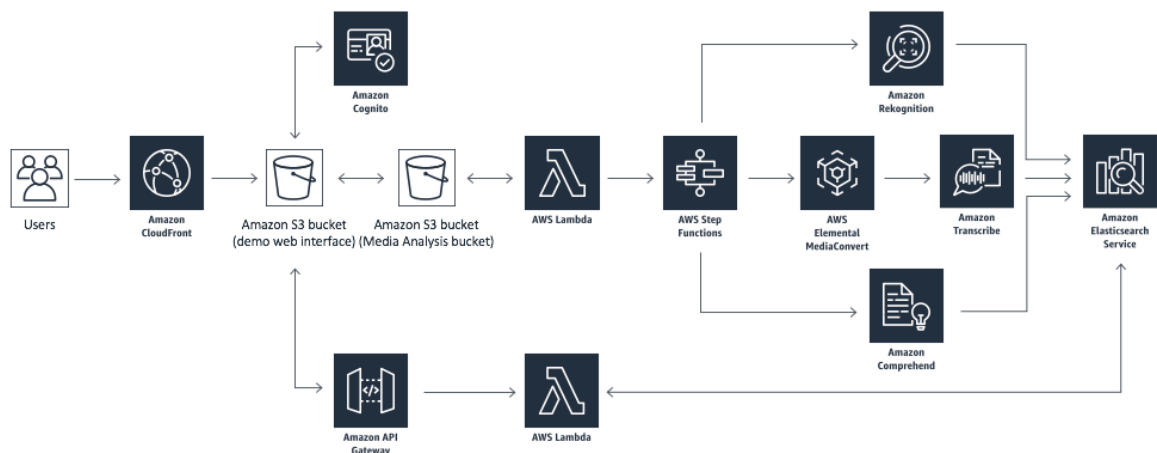 Amazon
Cognito
Amazon
Rekognition
Users
Amazon
CloudFront
Amazon S3 bucket
(demo web interface)
Amazon S3 bucket
(Media Analysis bucket)
AWS Lambda
AWS Step
Functions
AWS
Elemental
MediaConvert
Amazon
Transcribe
Amazon
Elasticsearch
Service
Amazon
Comprehend
Amazon API
Gateway
AWS Lambda